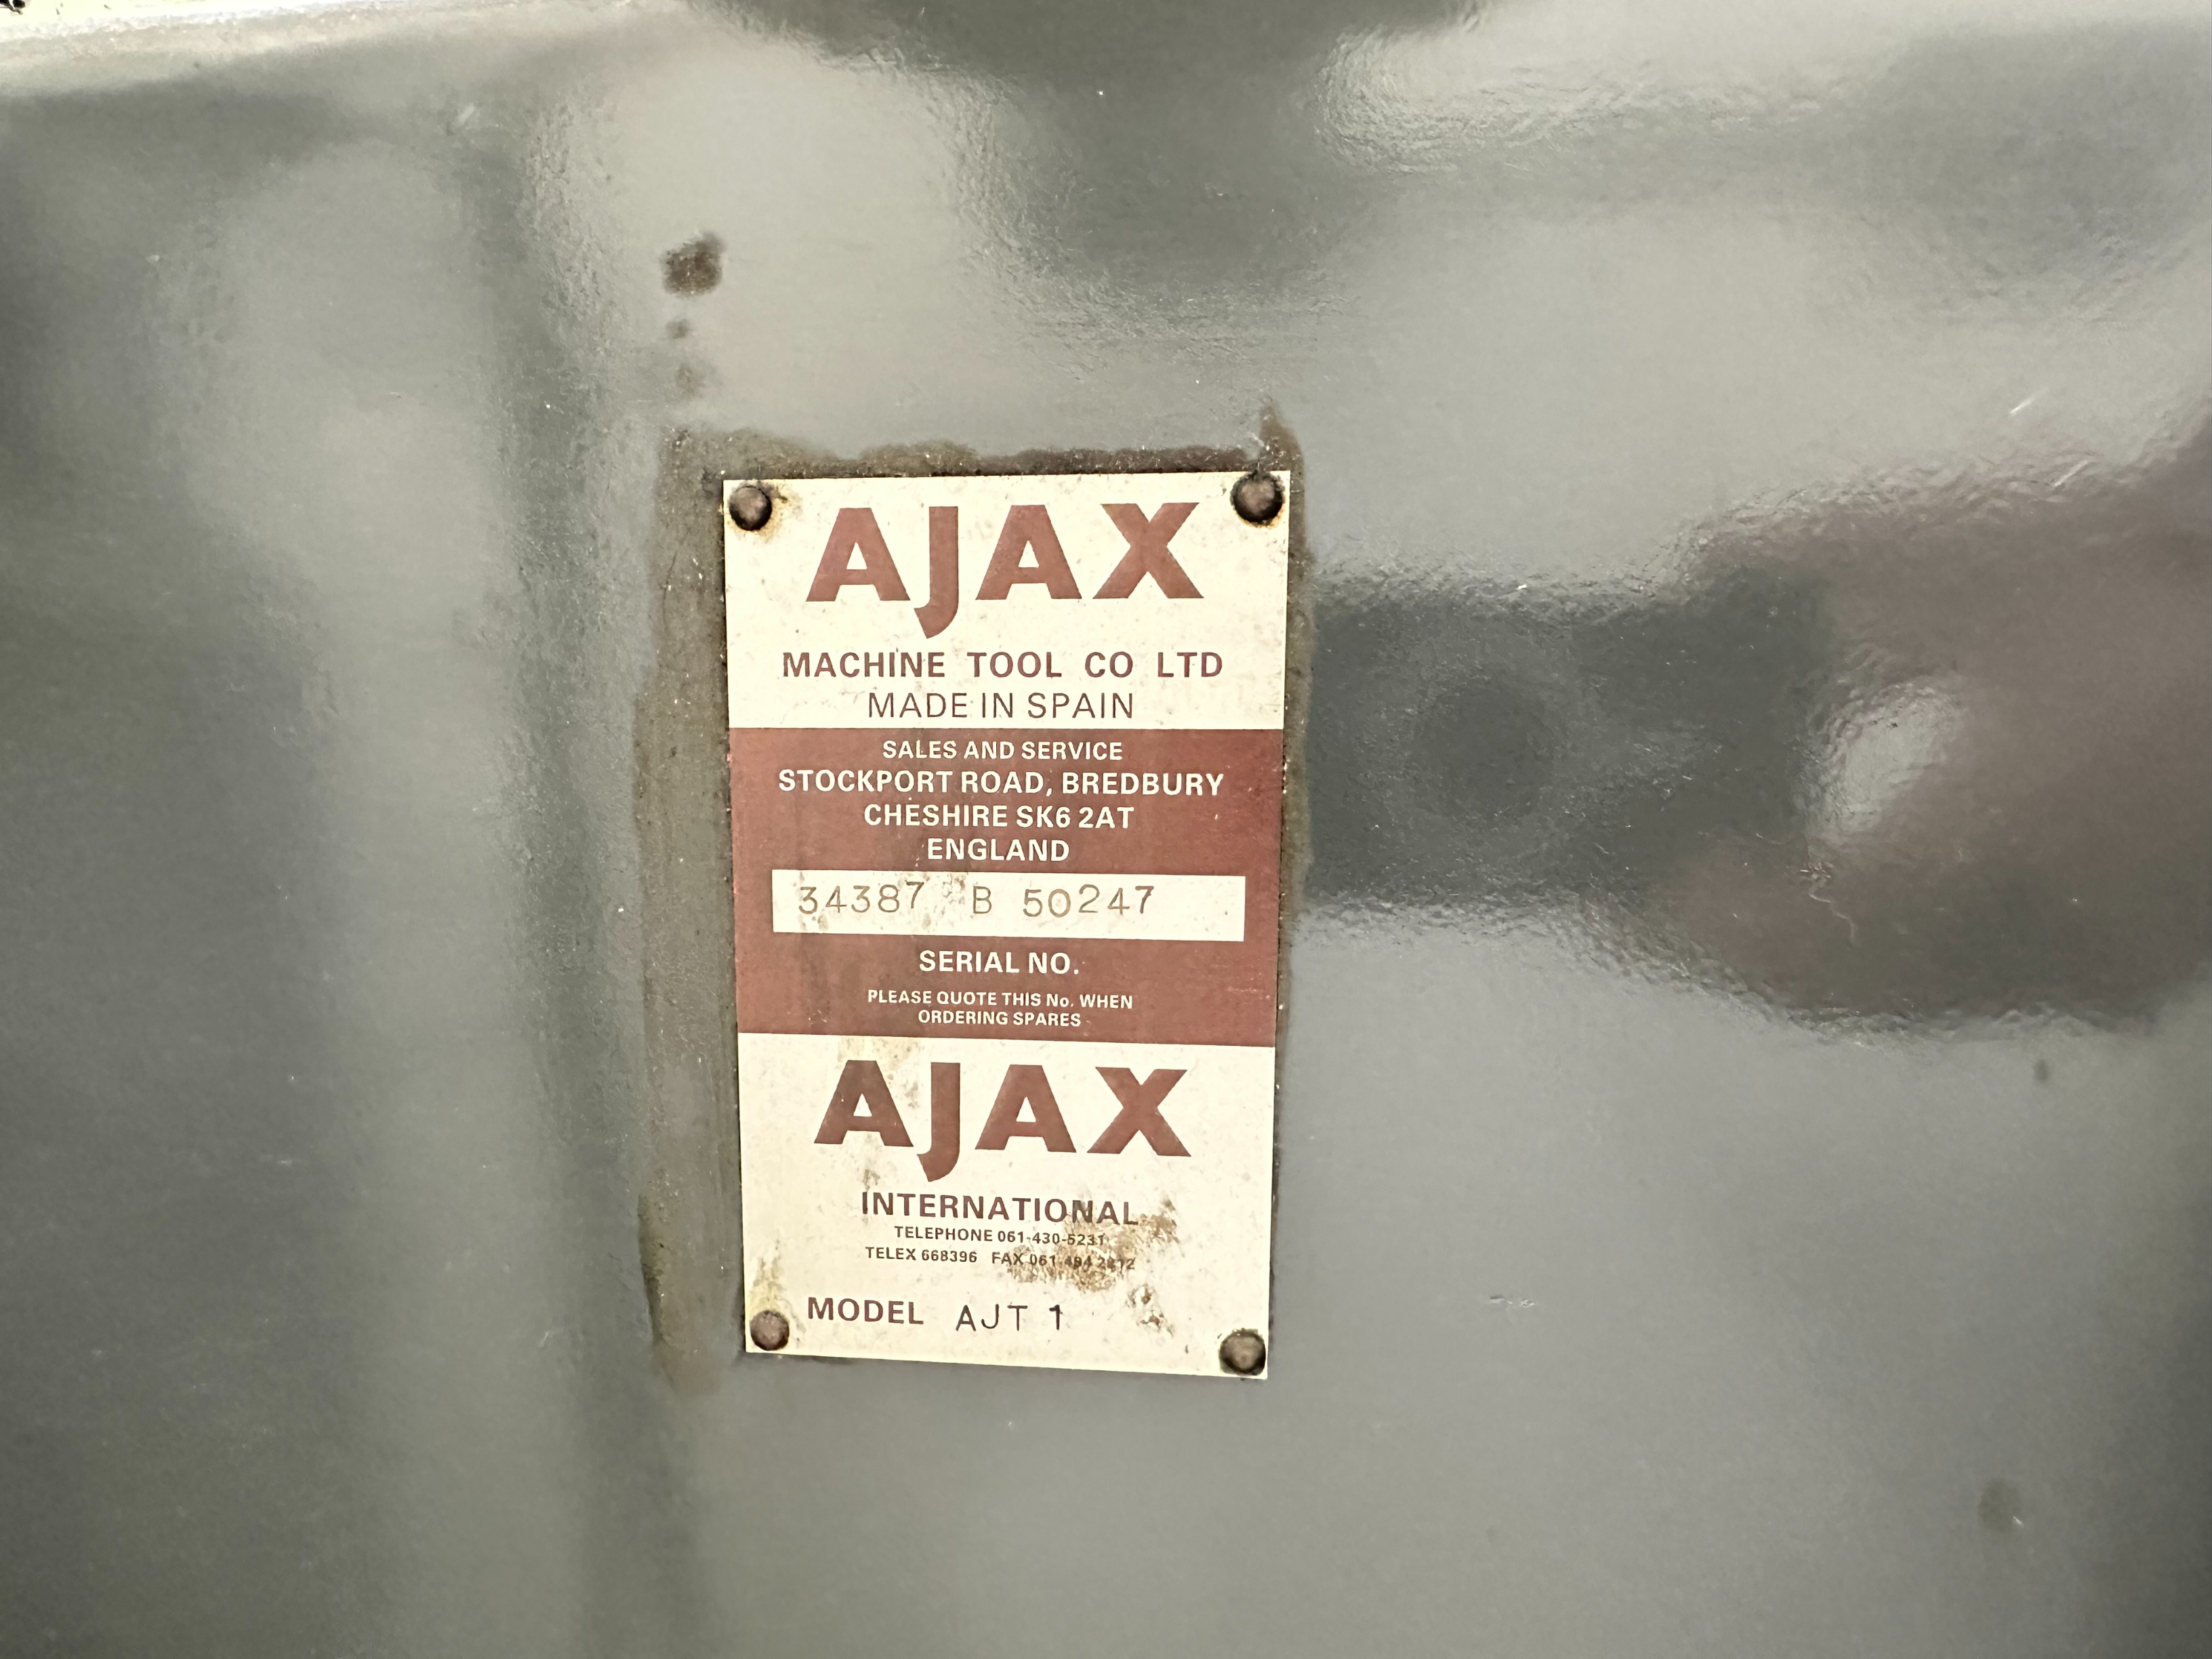 AJAX
MACHINE TOOL CO LTD
MADE IN SPAIN
SALES AND SERVICE
STOCKPORT ROAD, BREDBURY
CHESHIRE SK6 2AT
ENGLAND
34387 B 50247
SERIAL NO.
PLEASE QUOTE THIS No. WHEN
ORDERING SPARES
AJAX
INTERNATIONAL
TELEPHONE 061-430-5231
TELEX 668396 FAX 061
MODEL AJT 1